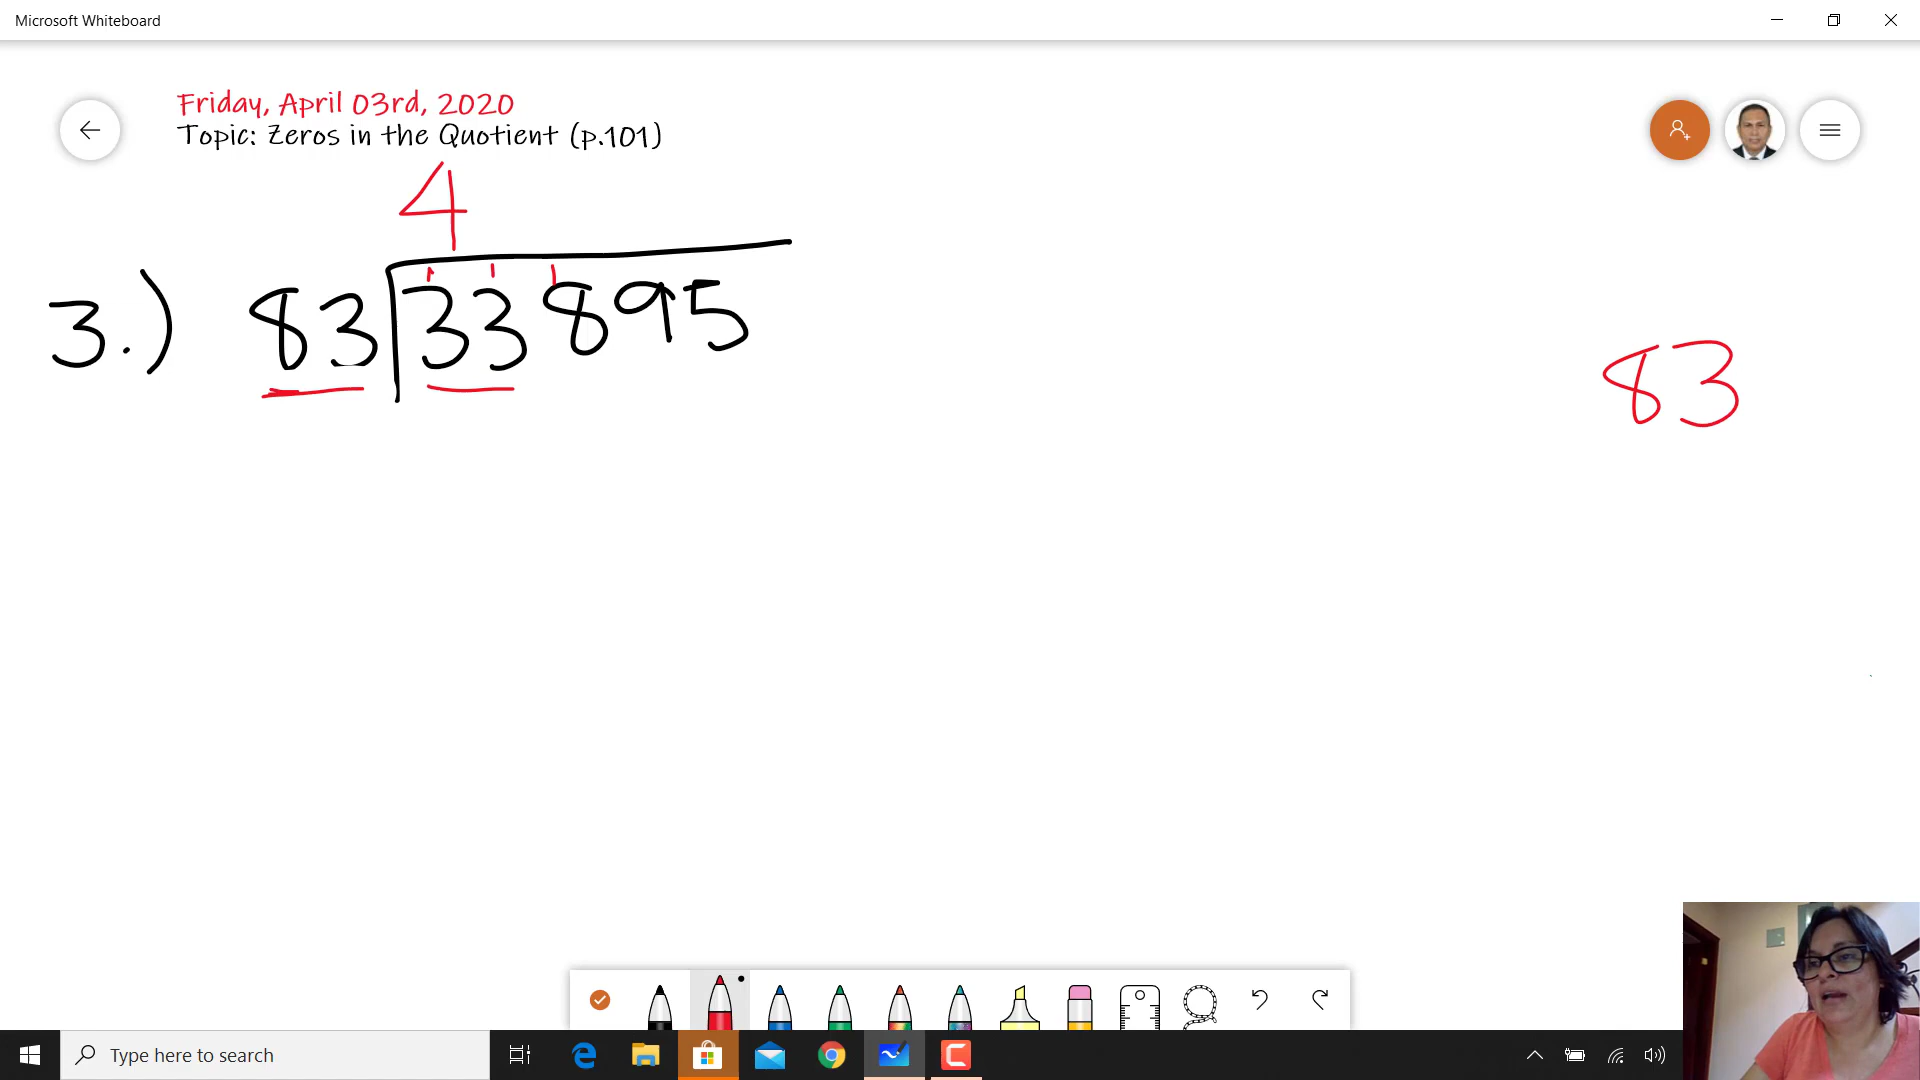 Microsoft Whiteboard
Friday, April 03rd, 2020
Topic: Zeros in the Quotient (p.101)
4
3.) 83 33895
83
Type here to search